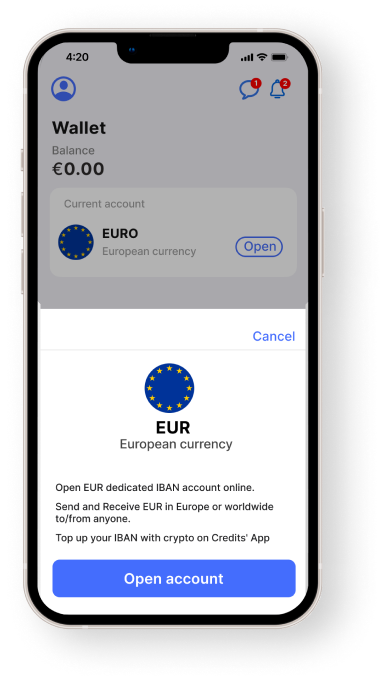 4:20
1
2
Wallet
Balance
€0.00
Current account
EURO
European currency
Open
Cancel
EUR
European currency
Open EUR dedicated IBAN account online.
Send and Receive EUR in Europe or worldwide
to/from anyone.
Top up your IBAN with crypto on Credits' App
Open account